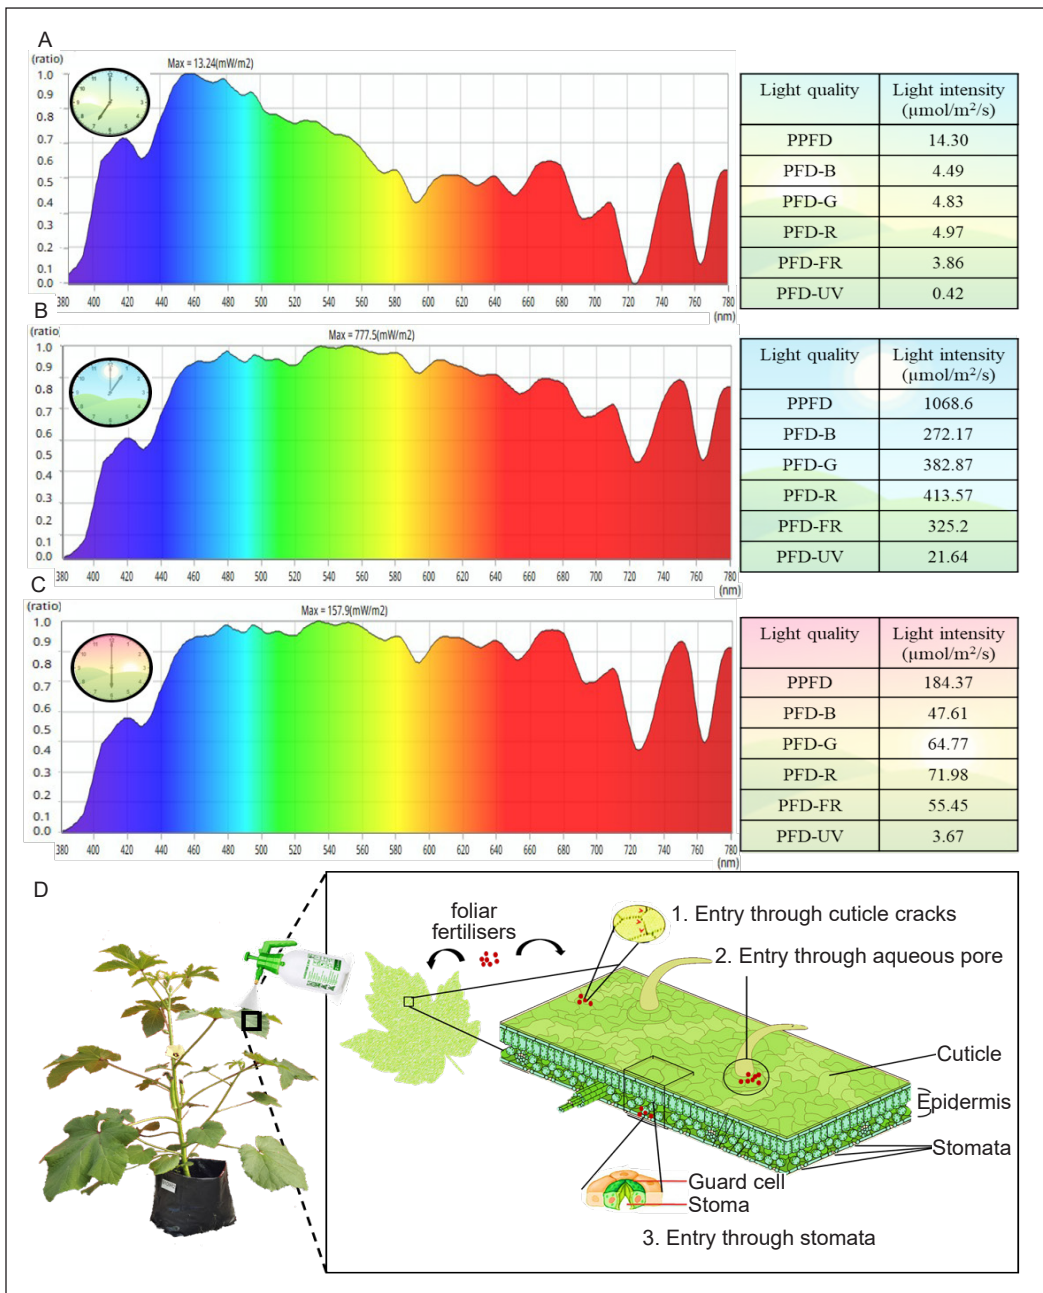 A
(ratio)
Max = 13.24(mW/m2)
1.0
0.9
0.8
0.7
0.6
0.5
0.4
0.3
0.2
0.1
0.0
380 400 420 440 460 480 500 520 540 560 580 600 620 640 660 680 700 720 740 760 780
(nm)
Light quality Light intensity
(µmol/m²/s)
PPFD 14.30
PFD-B 4.49
PFD-G 4.83
PFD-R 4.97
PFD-FR 3.86
PFD-UV 0.42
B
(ratio)
Max = 777.5(mW/m2)
1.0
0.9
0.8
0.7
0.6
0.5
0.4
0.3
0.2
0.1
0.0
380 400 420 440 460 480 500 520 540 560 580 600 620 640 660 680 700 720 740 760 780
(nm)
Light quality Light intensity
(µmol/m²/s)
PPFD 1068.6
PFD-B 272.17
PFD-G 382.87
PFD-R 413.57
PFD-FR 325.2
PFD-UV 21.64
C
(ratio)
Max = 157.9(mW/m2)
1.0
0.9
0.8
0.7
0.6
0.5
0.4
0.3
0.2
0.1
0.0
380 400 420 440 460 480 500 520 540 560 580 600 620 640 660 680 700 720 740 760 780
(nm)
Light quality Light intensity
(µmol/m²/s)
PPFD 184.37
PFD-B 47.61
PFD-G 64.77
PFD-R 71.98
PFD-FR 55.45
PFD-UV 3.67
D
foliar
fertilisers
1. Entry through cuticle cracks
2. Entry through aqueous pore
Cuticle
Epidermis
Stomata
Guard cell
Stoma
3. Entry through stomata